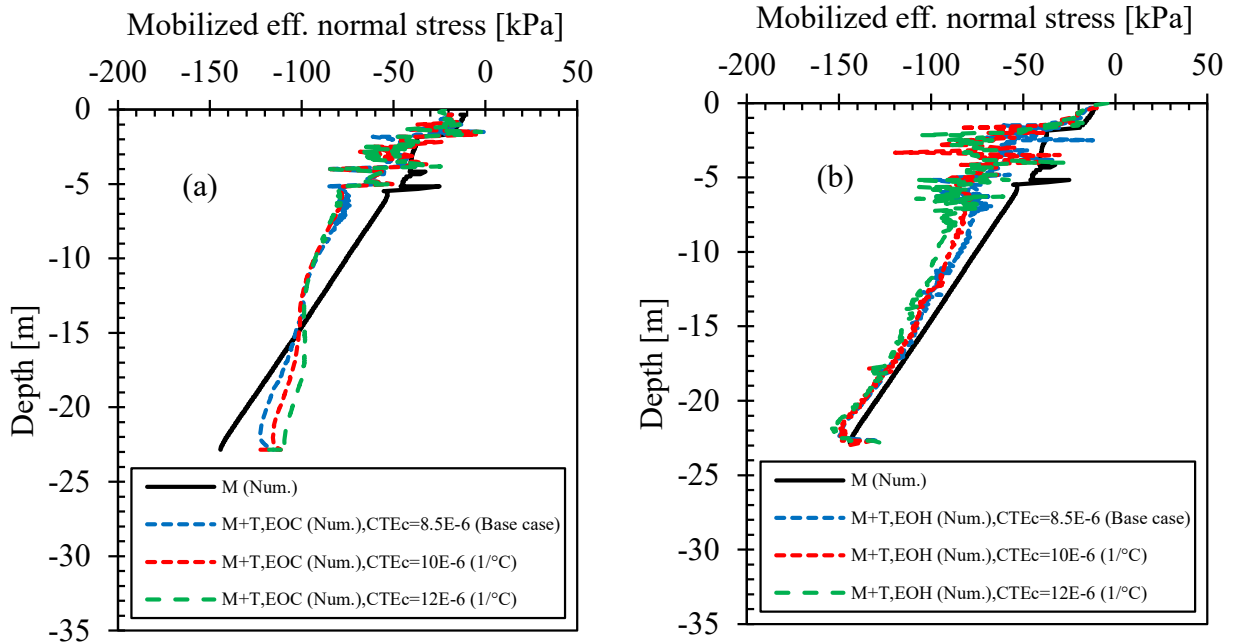 Mobilized eff. normal stress [kPa]
-200 -150 -100 -50 0 50
0
-5
-10
-15
-20
-25
-30
-35
Depth [m]
(a)
M (Num.)
M+T,EOC (Num.),CTEc=8.5E-6 (Base case)
M+T,EOC (Num.),CTEc=10E-6 (1/°C)
M+T,EOC (Num.),CTEc=12E-6 (1/°C)
Mobilized eff. normal stress [kPa]
-200 -150 -100 -50 0 50
0
-5
-10
-15
-20
-25
-30
-35
Depth [m]
(b)
M (Num.)
M+T,EOH (Num.),CTEc=8.5E-6 (Base case)
M+T,EOH (Num.),CTEc=10E-6 (1/°C)
M+T,EOH (Num.),CTEc=12E-6 (1/°C)